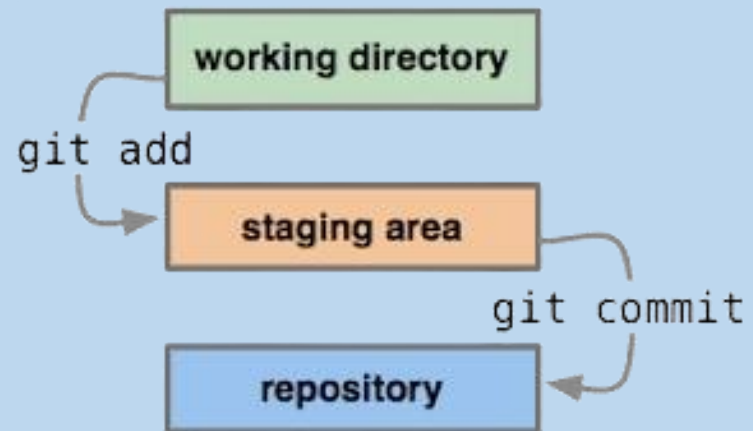 working directory
git add
staging area
git commit
repository